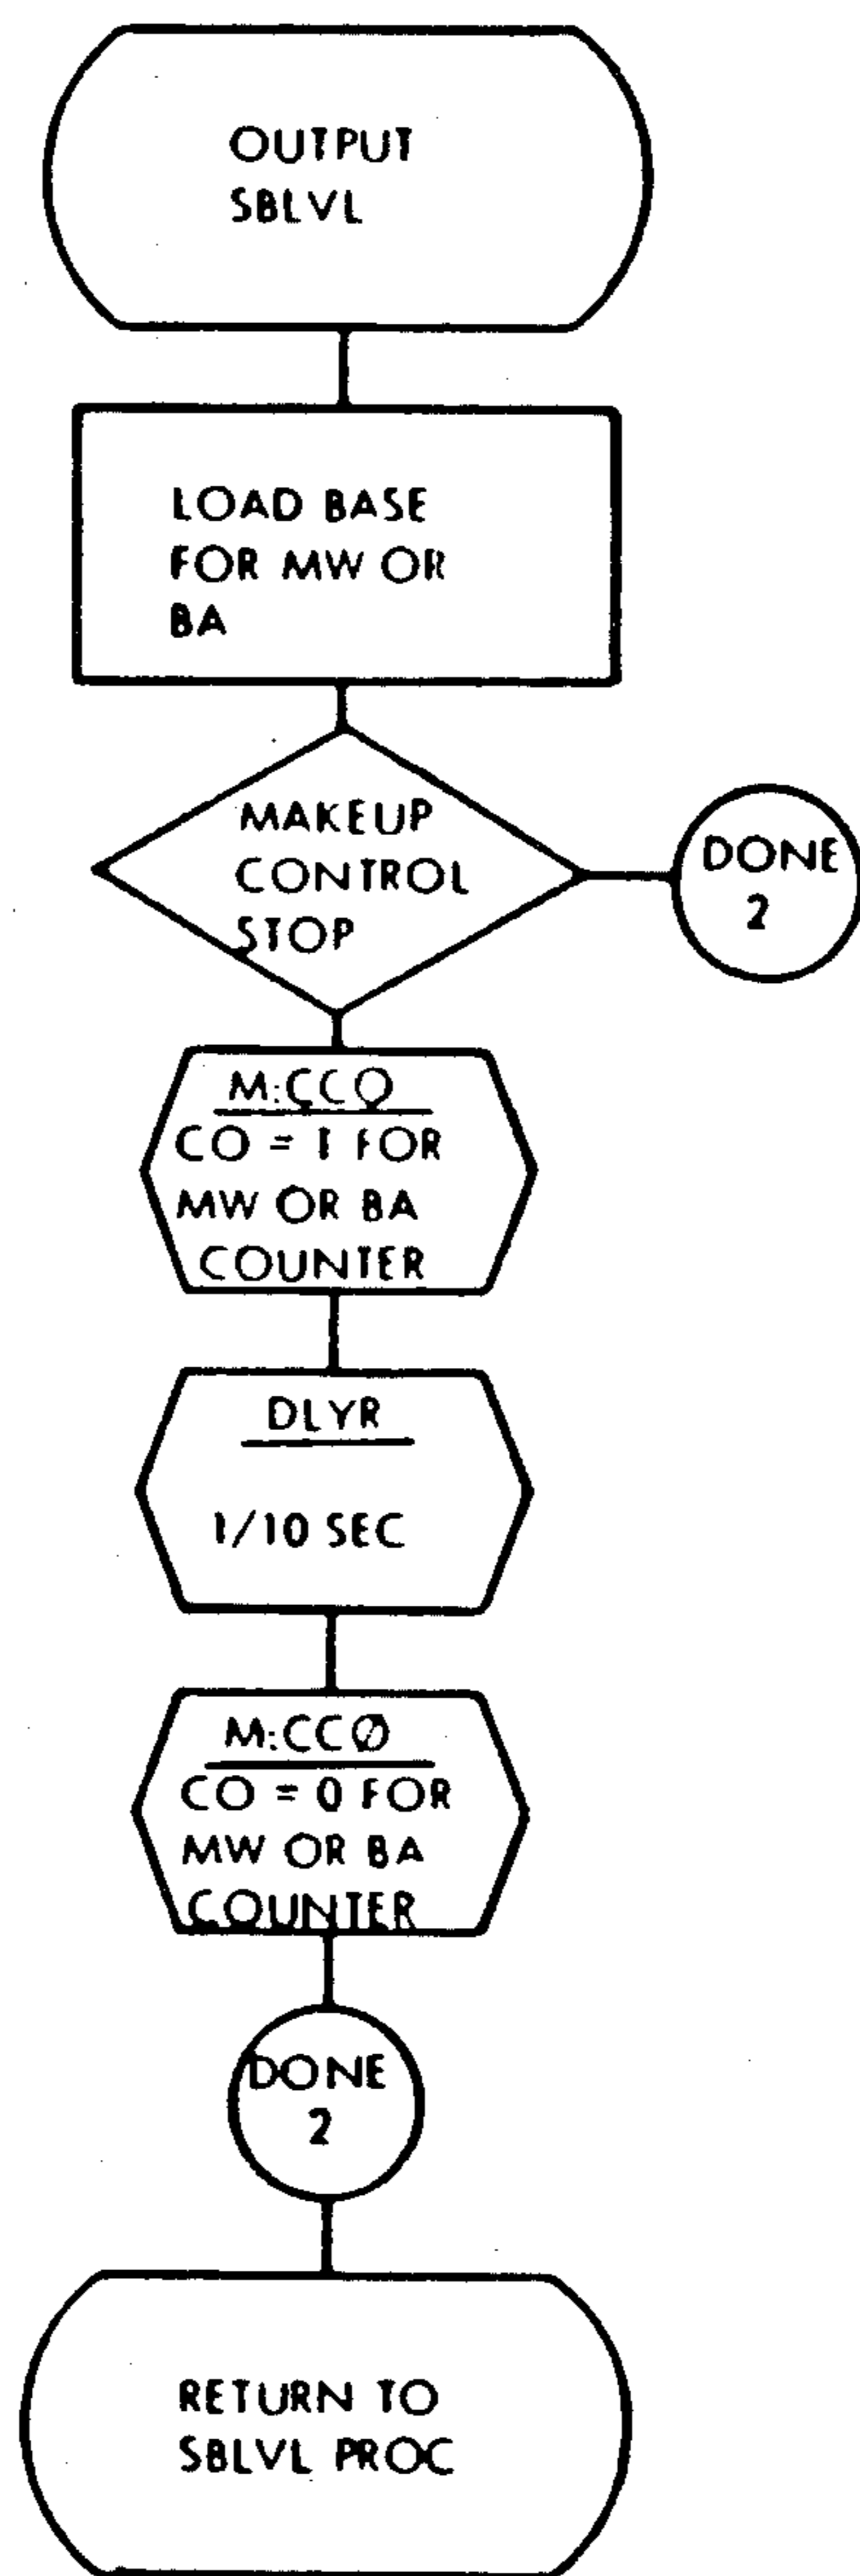 OUTPUT
SBLVL
LOAD BASE
FOR MW OR
BA
MAKEUP
CONTROL
STOP
DONE
2
M:CCO
CO = 1 FOR
MW OR BA
COUNTER
DLYR
1/10 SEC
M:CCØ
CO = 0 FOR
MW OR BA
COUNTER
DONE
2
RETURN TO
SBLVL PROC